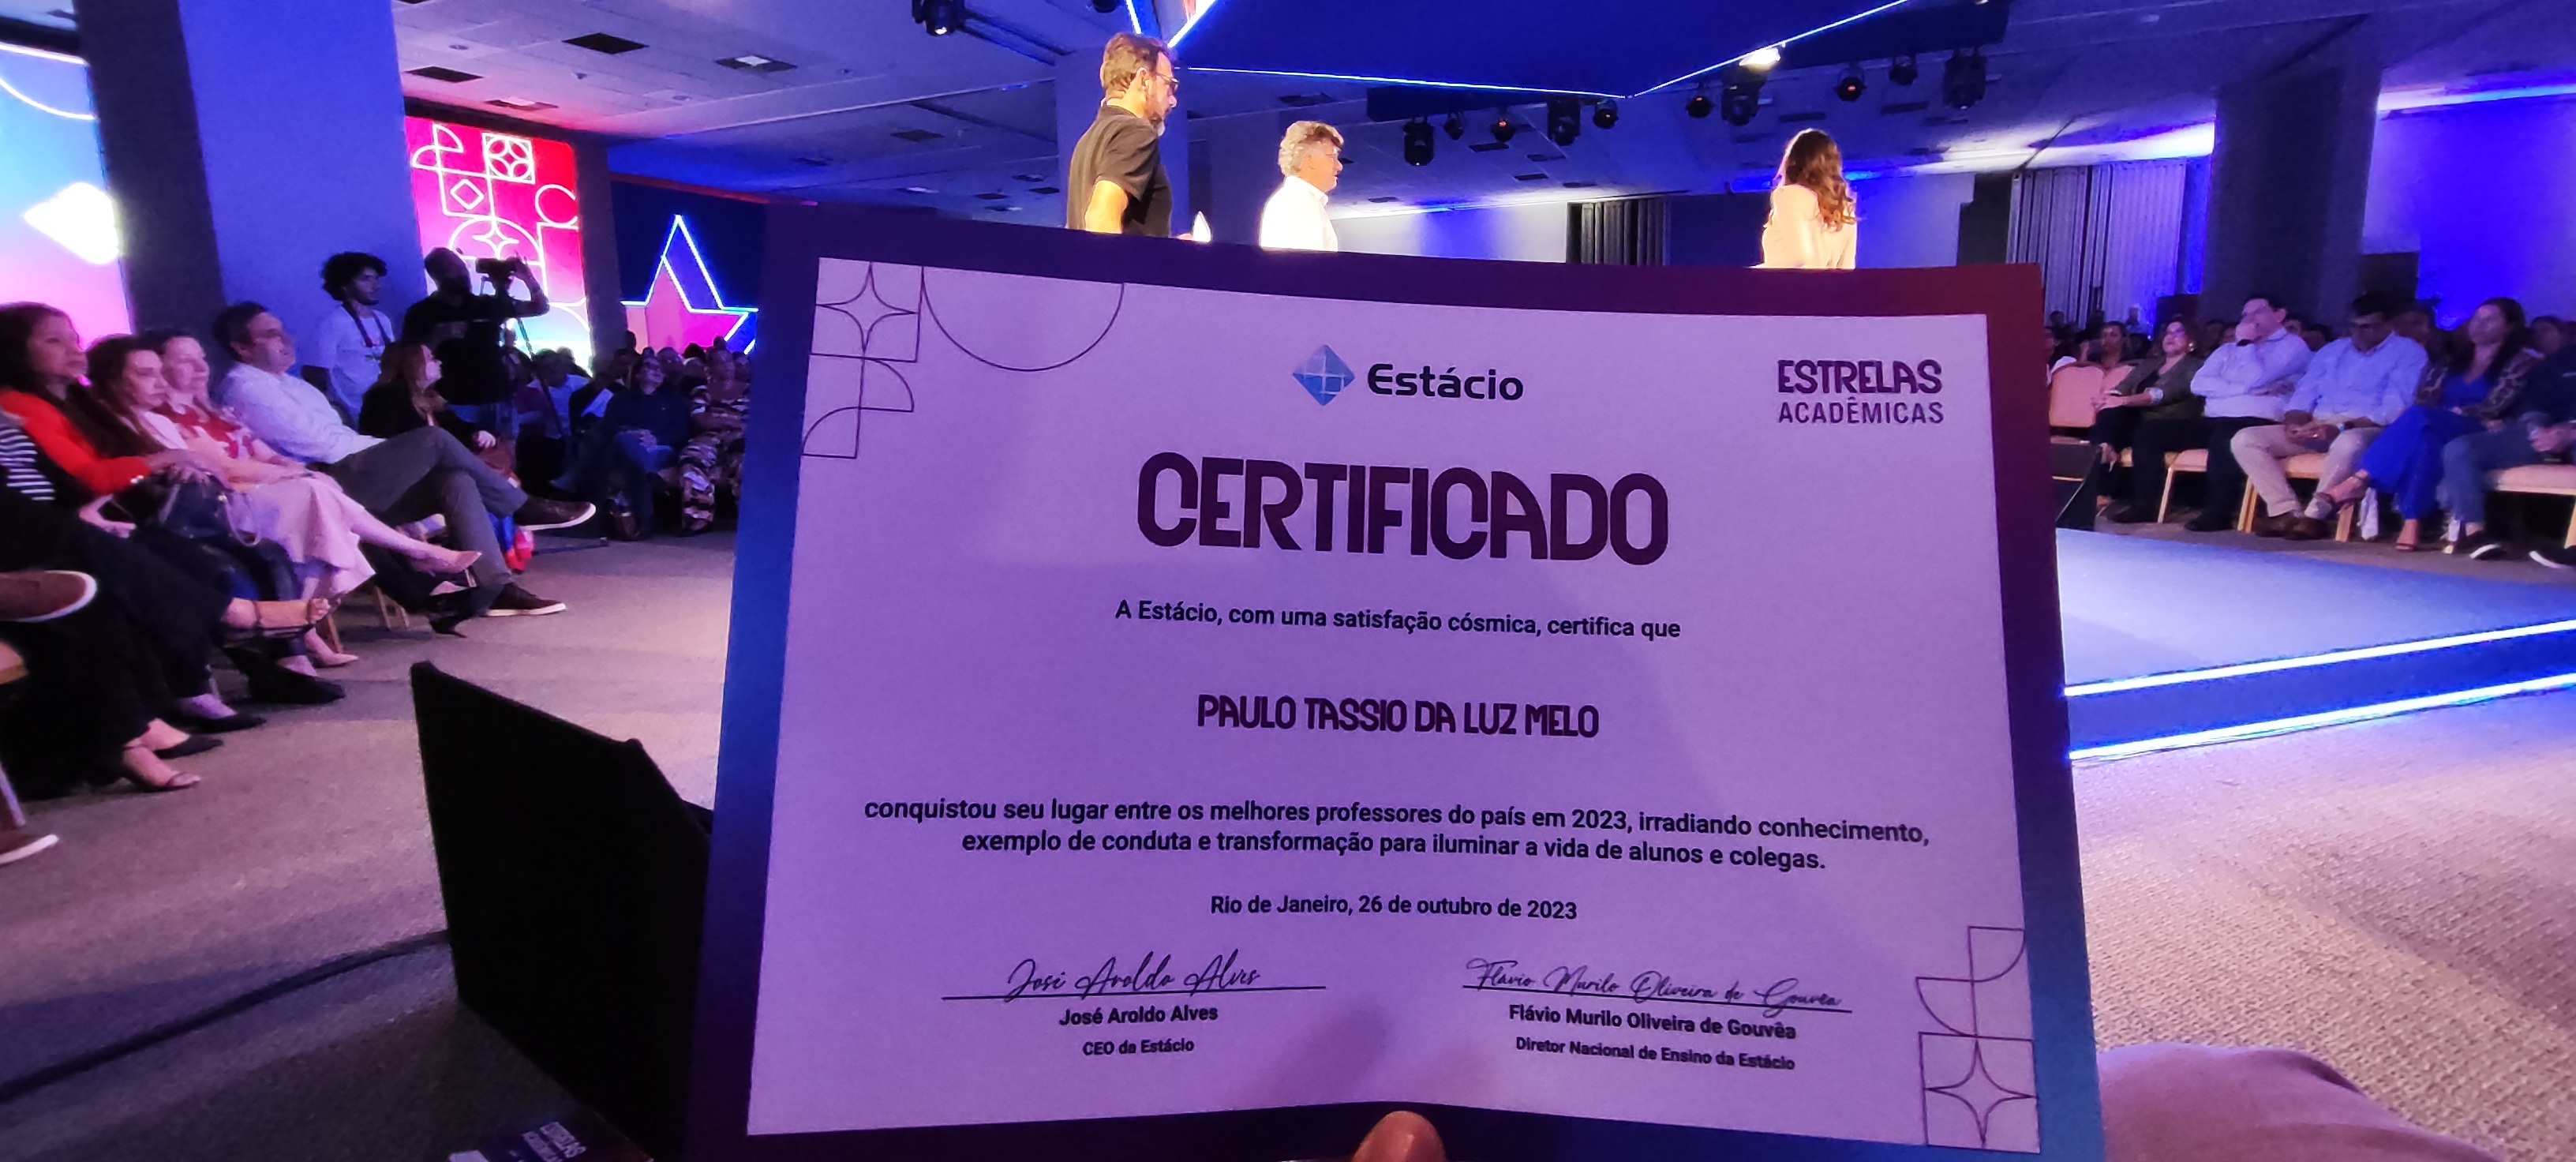 Estácio
ESTRELAS
ACADÊMICAS
CERTIFICADO
A Estácio, com uma satisfação cósmica, certifica que
PAULO TASSIO DA LUZ MELO
conquistou seu lugar entre os melhores professores do país em 2023, irradiando conhecimento,
exemplo de conduta e transformação para iluminar a vida de alunos e colegas.
Rio de Janeiro, 26 de outubro de 2023
José Aroldo Alves
José Aroldo Alves
CEO da Estácio
Flávio Murilo Oliveira de Gouvêa
Flávio Murilo Oliveira de Gouvêa
Diretor Nacional de Ensino da Estácio
ESTRELAS